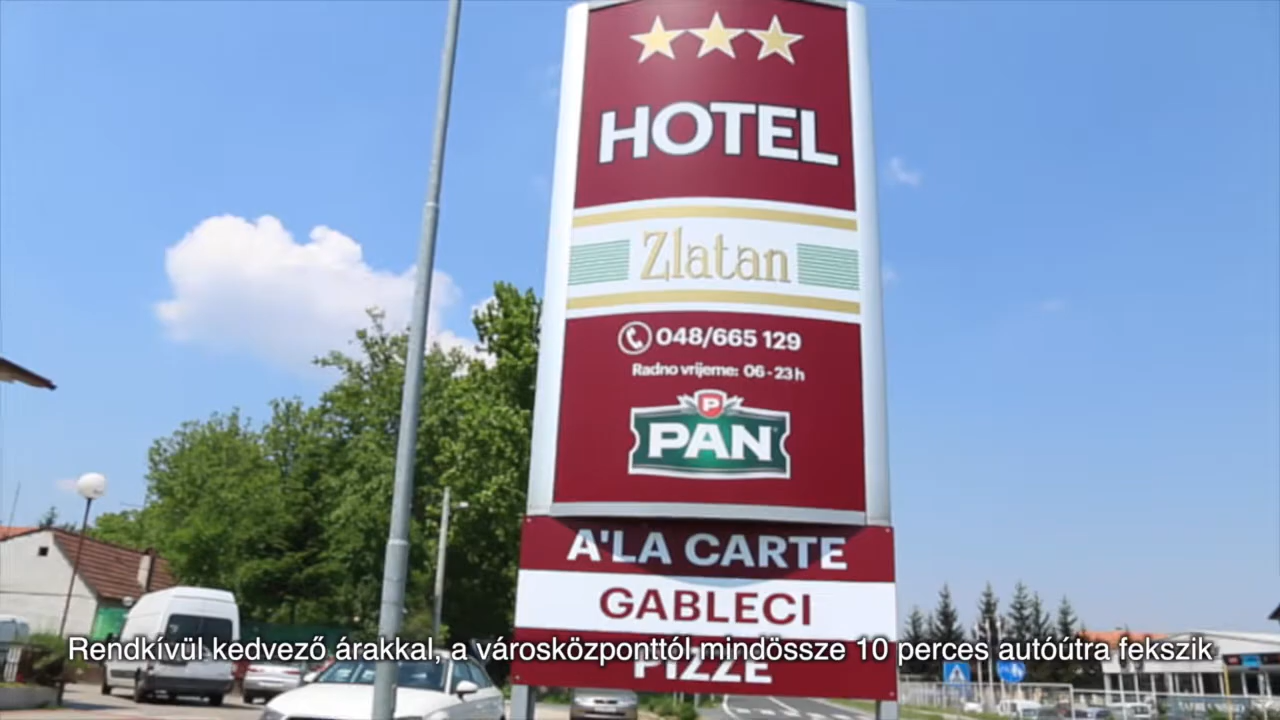 HOTEL
Zlatan
048/665 129
Radno vrijeme: 06 - 23 h
P
PAN
A'LA CARTE
GABLECI
PIZZE
Rendkívül kedvező árakkal, a városközponttól mindössze 10 perces autóútra fekszik